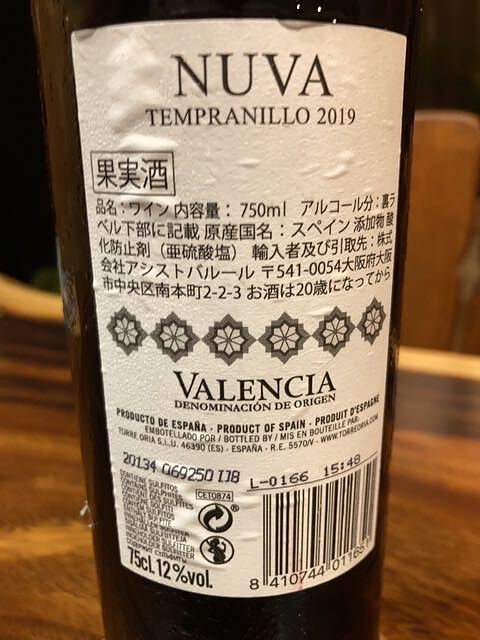 NUVA
TEMPRANILLO 2019
果実酒
品名：ワイン 内容量： 750ml アルコール分：裏ラ
ベル下部に記載 原産国名：スペイン 添加物 酸
化防止剤（亜硫酸塩） 輸入者及び引取先：株式
会社アシストバルール 〒541-0054大阪府大阪
市中央区南本町2-2-3 お酒は20歳になってから
VALENCIA
DENOMINACIÓN DE ORIGEN
PRODUCTO DE ESPAÑA - PRODUCT OF SPAIN - PRODUIT D'ESPAGNE
EMBOTELLADO POR / BOTTLED BY / MIS EN BOUTEILLE PAR:
TORRE ORIA S.L.U. 46390 (ES) - ESPAÑA - R.E. 5570/V - WWW.TORREORIA.COM
20134 069250 IJB L-0166 15:48
CONTIENE SULFITOS
CONTAINS SULPHITES
CONTIENT DES SULFITES
CET0874
75cl. 12%vol.
8 410744 01168